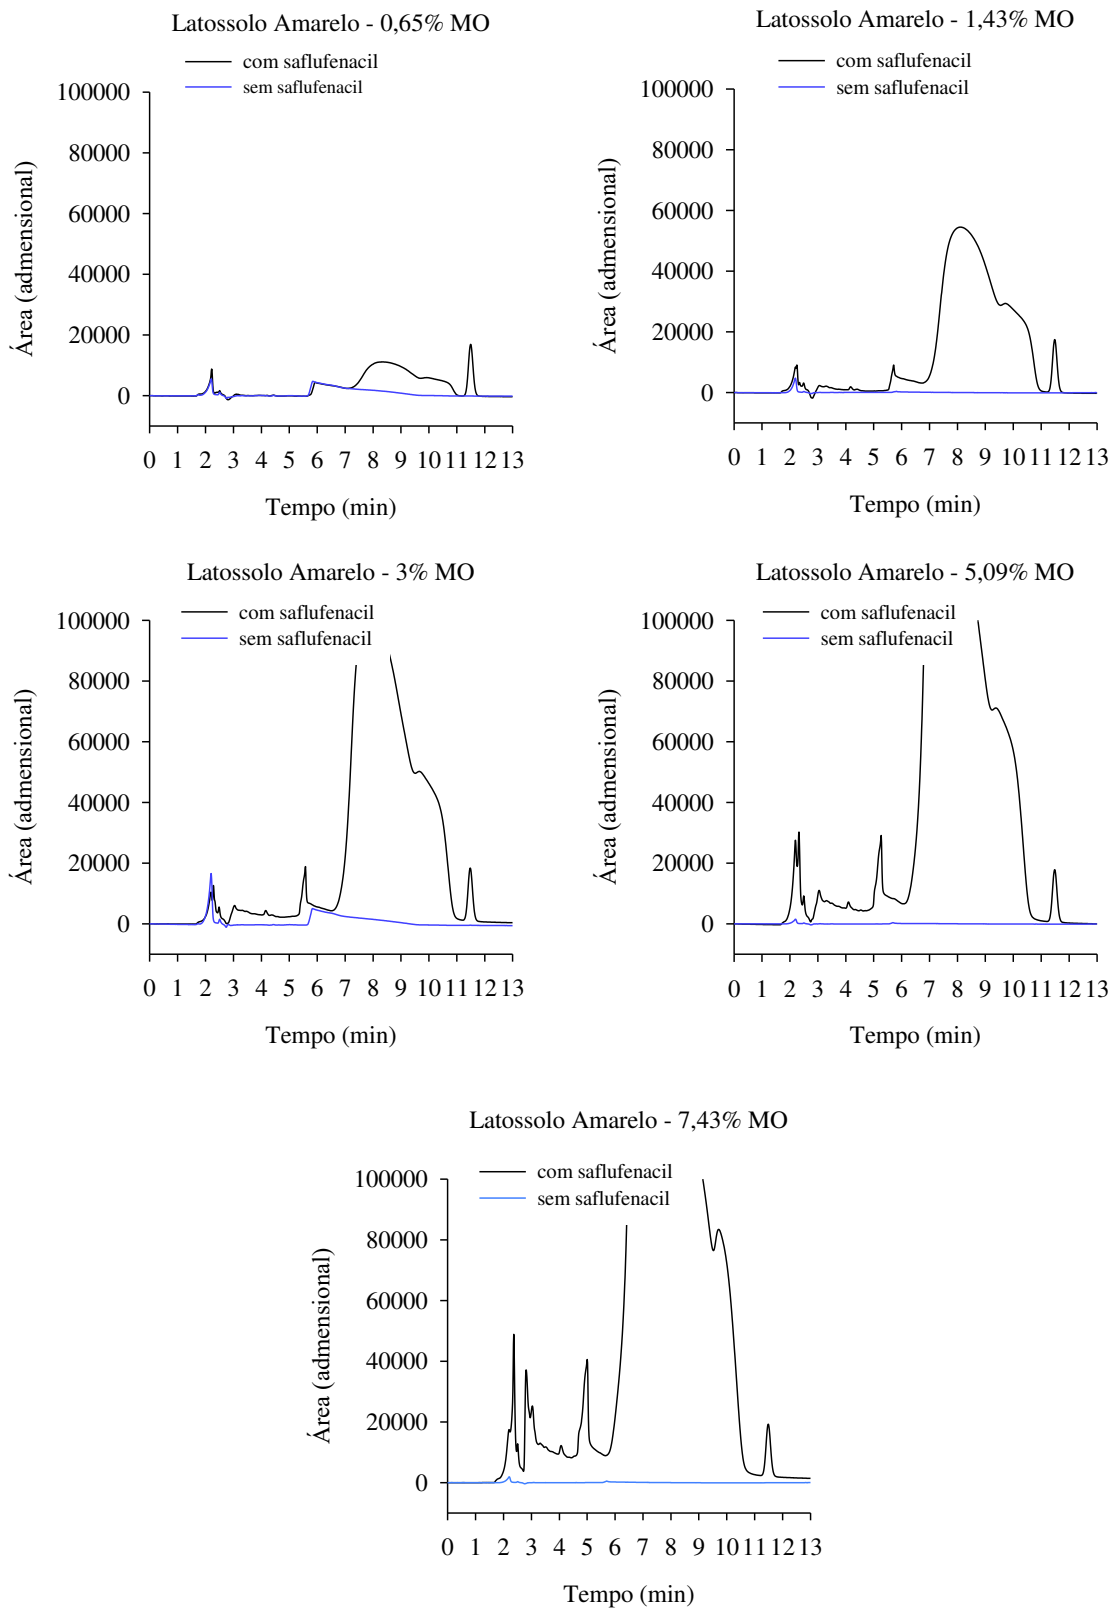 Latossolo Amarelo - 0,65% MO
com saflufenacil
sem saflufenacil
100000
80000
60000
40000
20000
0
Área (admensional)
0 1 2 3 4 5 6 7 8 9 10 11 12 13
Tempo (min)
Latossolo Amarelo - 1,43% MO
com saflufenacil
sem saflufenacil
100000
80000
60000
40000
20000
0
Área (admensional)
0 1 2 3 4 5 6 7 8 9 10 11 12 13
Tempo (min)
Latossolo Amarelo - 3% MO
com saflufenacil
sem saflufenacil
100000
80000
60000
40000
20000
0
Área (admensional)
0 1 2 3 4 5 6 7 8 9 10 11 12 13
Tempo (min)
Latossolo Amarelo - 5,09% MO
com saflufenacil
sem saflufenacil
100000
80000
60000
40000
20000
0
Área (admensional)
0 1 2 3 4 5 6 7 8 9 10 11 12 13
Tempo (min)
Latossolo Amarelo - 7,43% MO
com saflufenacil
sem saflufenacil
100000
80000
60000
40000
20000
0
Área (admensional)
0 1 2 3 4 5 6 7 8 9 10 11 12 13
Tempo (min)